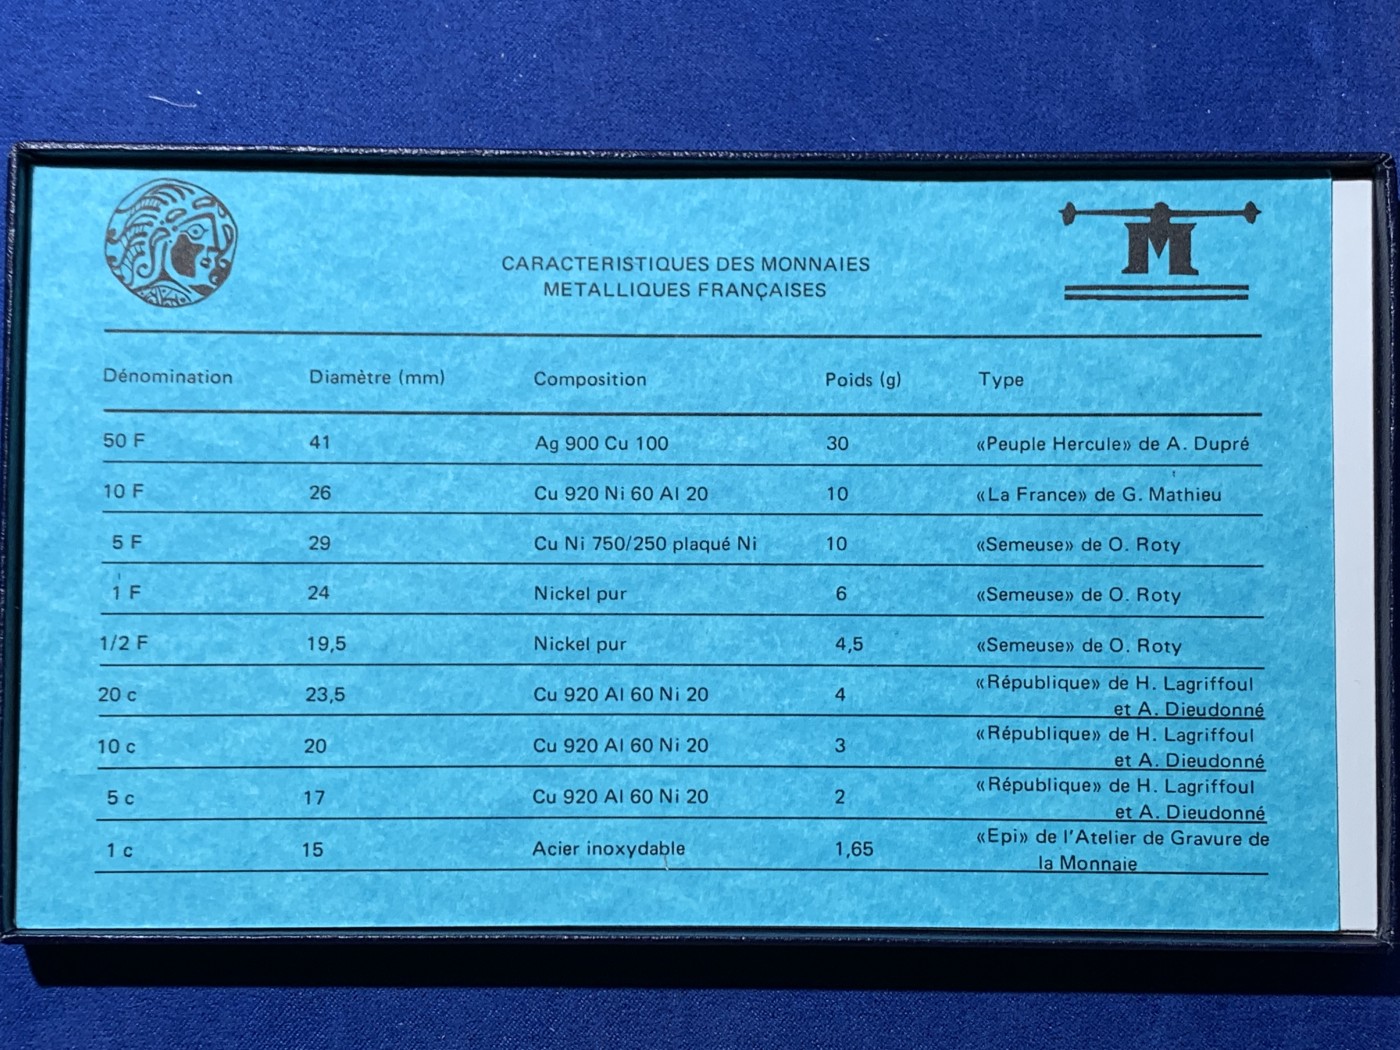 M
CARACTERISTIQUES DES MONNAIES
METALLIQUES FRANÇAISES
Dénomination Diamètre (mm) Composition Poids (g) Type
50 F 41 Ag 900 Cu 100 30 «Peuple Hercule» de A. Dupré
10 F 26 Cu 920 Ni 60 Al 20 10 «La France» de G. Mathieu
5 F 29 Cu Ni 750/250 plaqué Ni 10 «Semeuse» de O. Roty
1 F 24 Nickel pur 6 «Semeuse» de O. Roty
1/2 F 19,5 Nickel pur 4,5 «Semeuse» de O. Roty
20 c 23,5 Cu 920 Al 60 Ni 20 4 «République» de H. Lagriffoul
et A. Dieudonné
10 c 20 Cu 920 Al 60 Ni 20 3 «République» de H. Lagriffoul
et A. Dieudonné
5 c 17 Cu 920 Al 60 Ni 20 2 «République» de H. Lagriffoul
et A. Dieudonné
1 c 15 Acier inoxydable 1,65 «Epi» de l'Atelier de Gravure de
la Monnaie